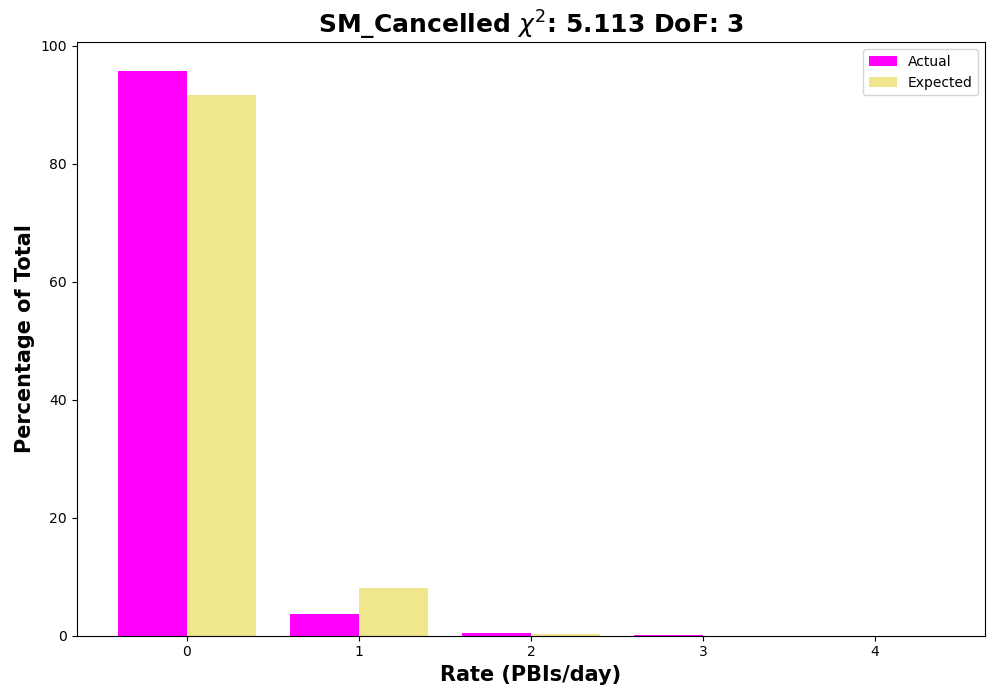 SM_Cancelled χ²: 5.113 DoF: 3
100
80
60
40
20
0
Percentage of Total
Actual
Expected
0 1 2 3 4
Rate (PBIs/day)